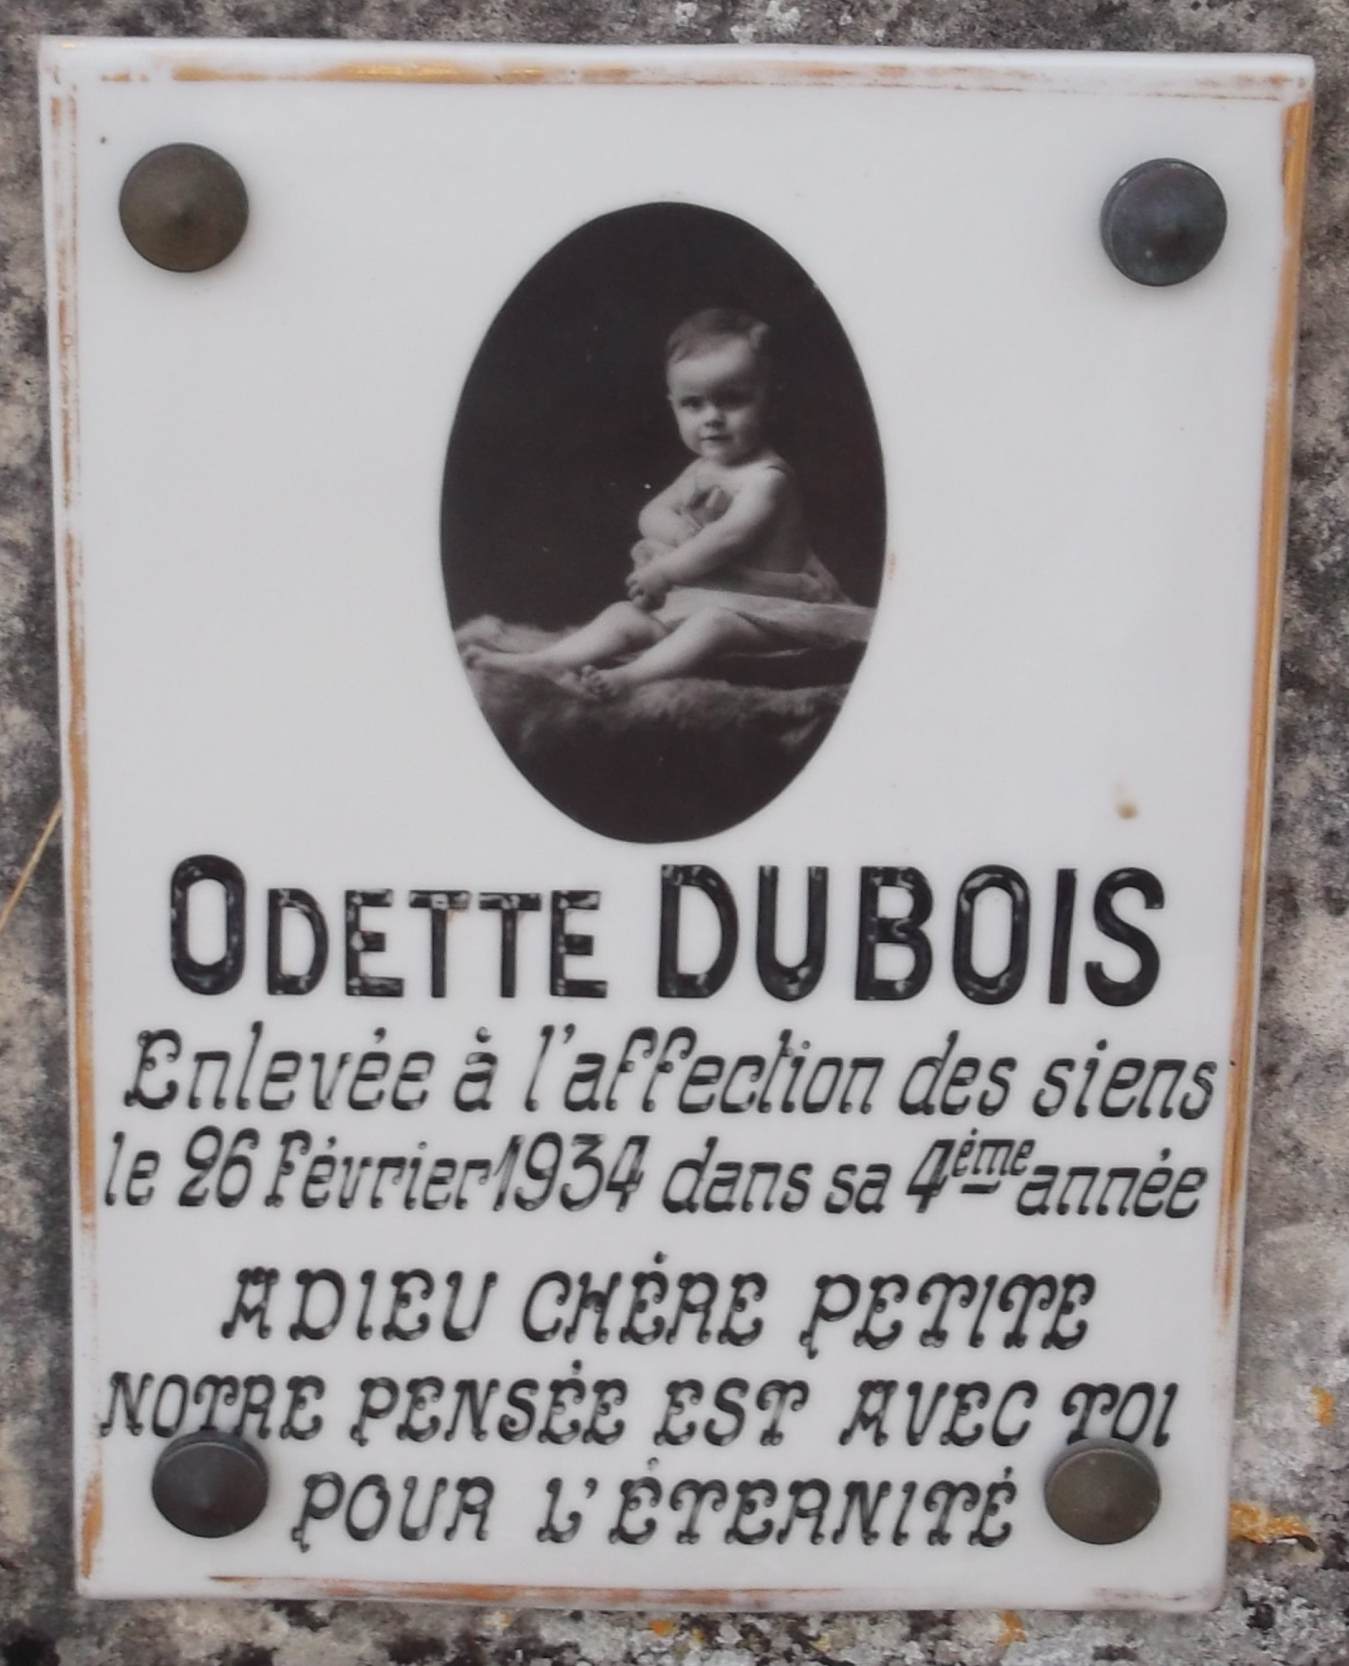 ODETTE DUBOIS
Enlevée à l'affection des siens
le 26 Février 1934 dans sa 4ème année
ADIEU CHÉRE PETITE
NOTRE PENSÉE EST AVEC TOI
POUR L'ÉTERNITÉ